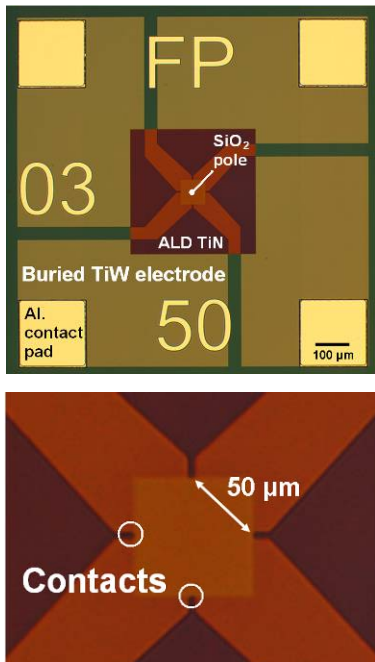 FP
SiO2
pole
03
ALD TiN
Buried TiW electrode
Al.
contact
pad
50
100 µm
50 µm
Contacts